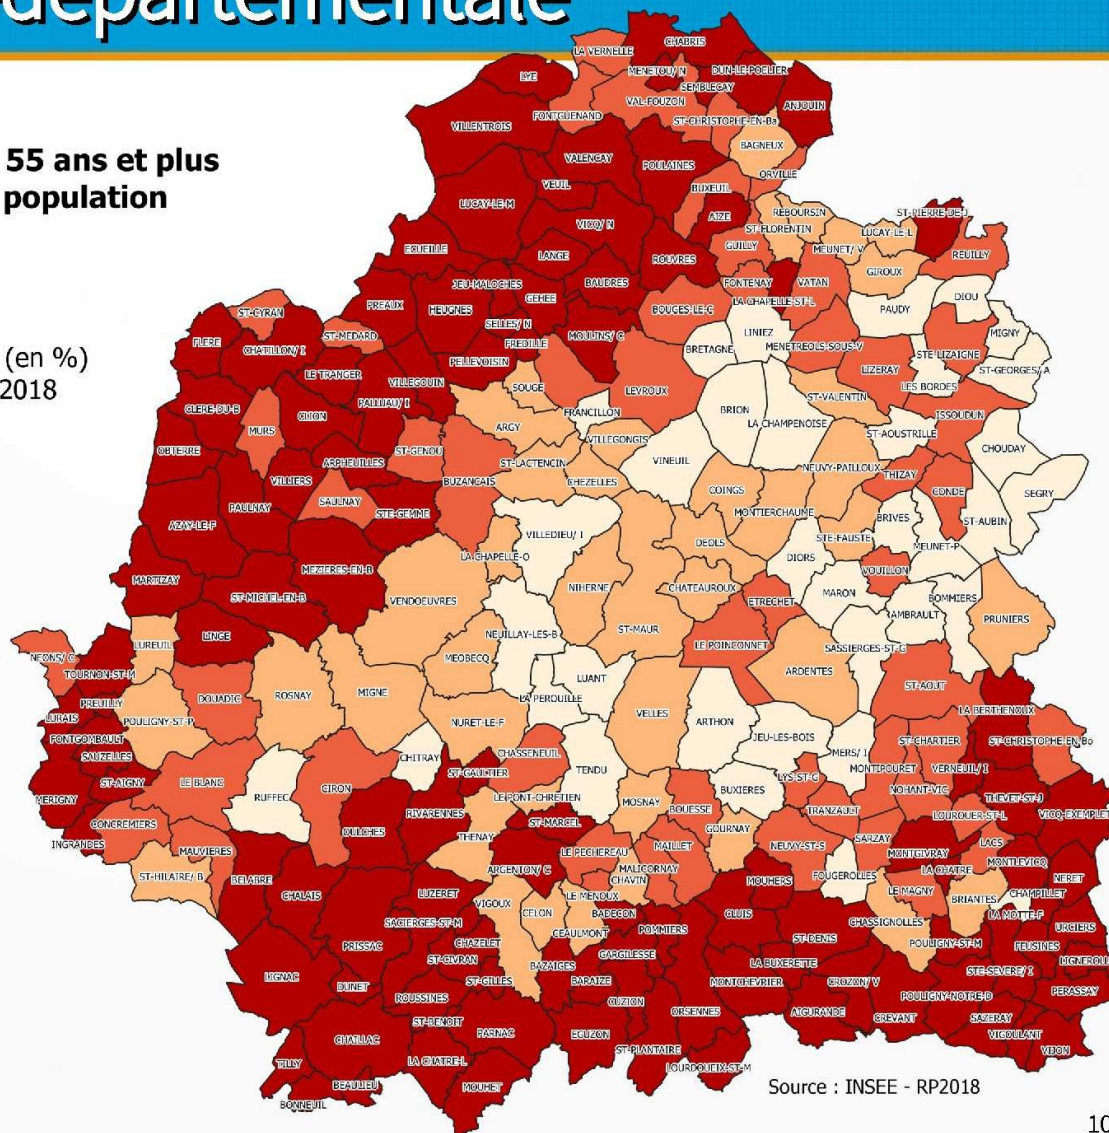 départementale
55 ans et plus
population
(en %)
2018
LA VERNELLE
CHABRIS
LYE
MENETOU/ N
DUN-LE-POELIER
SEMBLECAY
VAL-FOUZON
ANJOUIN
FONTGUENAND
ST-CHRISTOPHE-EN-Ba
VILLENTROIS
BAGNEUX
VALENCAY
POULAINES
ORVILLE
VEUIL
BUXEUIL
LUCAY-LE-M
AIZE
REBOURSIN
ST-PIERRE-DE-J
VICQ/ N
ST-FLORENTIN
LUCAY-LE-L
ECUEILLE
GUILLY
MEUNET/ V
REUILLY
LANGE
ROUVRES
GIROUX
JEU-MALOCHES
BAUDRES
FONTENAY
VATAN
GEHEE
DIOU
PREAUX
HEUGNES
LA CHAPELLE-ST-L
PAUDY
ST-CYRAN
BOUGES-LE-C
SELLES/ N
ST-MEDARD
MOULINS/ C
LINIEZ
MIGNY
FLERE
FREDILLE
BRETAGNE
MENETREOLS-SOUS-V
CHATILLON/ I
STE-LIZAIGNE
PELLEVOISIN
LE TRANGER
VILLEGOUIN
LIZERAY
ST-GEORGES/ A
SOUGE
LEVROUX
LES BORDES
PALLUAU/ I
ST-VALENTIN
CLERE-DU-B
CLION
FRANCILLON
BRION
ISSOUDUN
MURS
ARGY
LA CHAMPENOISE
ST-AOUSTRILLE
VILLEGONGIS
OBTERRE
ST-GENOU
CHOUDAY
ARPHEUILLES
ST-LACTENCIN
VINEUIL
NEUVY-PAILLOUX
VILLIERS
BUZANCAIS
CHEZELLES
THIZAY
COINGS
CONDE
SEGRY
SAULNAY
PAULNAY
STE-GEMME
MONTIERCHAUME
BRIVES
ST-AUBIN
AZAY-LE-F
VILLEDIEU/ I
STE-FAUSTE
DEOLS
MEUNET-P
LA CHAPELLE-O
DIORS
MEZIERES-EN-B
VOUILLON
MARTIZAY
NIHERNE
CHATEAUROUX
MARON
ST-MICHEL-EN-B
VENDOEUVRES
ETRECHET
BOMMIERS
AMBRAULT
PRUNIERS
LINGE
NEUILLAY-LES-B
ST-MAUR
LUREUIL
LE POINCONNET
SASSIERGES-ST-G
NEONS/ C
MEOBECQ
TOURNON-ST-M
ARDENTES
LUANT
ST-AOUT
DOUADIC
ROSNAY
MIGNE
LA PEROUILLE
PREUILLY
LA BERTHENOUX
LURAIS
POULIGNY-ST-P
NURET-LE-F
VELLES
ARTHON
FONTGOMBAULT
JEU-LES-BOIS
ST-CHARTIER
ST-CHRISTOPHE-EN-Bo
SAUZELLES
CHITRAY
CHASSENEUIL
MERS/ I
ST-AIGNY
LE BLANC
ST-GAULTIER
TENDU
LYS-ST-G
MONTIPOURET
VERNEUIL/ I
CIRON
BUXIERES
NOHANT-VIC
RUFFEC
LE PONT-CHRETIEN
THEVET-ST-J
MERIGNY
MOSNAY
BOUESSE
TRANZAULT
RIVARENNES
LOUROUER-ST-L
VICQ-EXEMPLET
CONCREMIERS
ST-MARCEL
OULCHES
GOURNAY
INGRANDES
THENAY
SARZAY
LACS
MAUVIERES
LE PECHEREAU
MAILLET
NEUVY-ST-S
MONTGIVRAY
MONTLEVICQ
ARGENTON/ C
MALICORNAY
LA CHATRE
ST-HILAIRE/ B
BELABRE
CHAVIN
MOUHERS
FOUGEROLLES
NERET
CHALAIS
LUZERET
LE MENOUX
LE MAGNY
CHAMPILLET
VIGOUX
BRIANTES
CELON
BADECON
CLUIS
LA MOTTE-F
SACIERGES-ST-M
CHASSIGNOLLES
CEAULMONT
POMMIERS
URCIERS
PRISSAC
CHAZELET
ST-DENIS
POULIGNY-ST-M
FEUSINES
GARGILESSE
ST-CIVRAN
BAZAIGES
LA BUXERETTE
LIGNEROLL
LIGNAC
STE-SEVERE/ I
ST-GILLES
BARAIZE
MONTCHEVRIER
CROZON/ V
DUNET
PERASSAY
ROUSSINES
CUZION
POULIGNY-NOTRE-D
ORSENNES
AIGURANDE
ST-BENOIT
CREVANT
SAZERAY
PARNAC
EGUZON
VIGOULANT
CHAILLAC
ST-PLANTAIRE
VIJON
LA CHATRE-L
TILLY
LOURDOUEIX-ST-M
BEAULIEU
MOUHET
BONNEUIL
Source : INSEE - RP2018
10